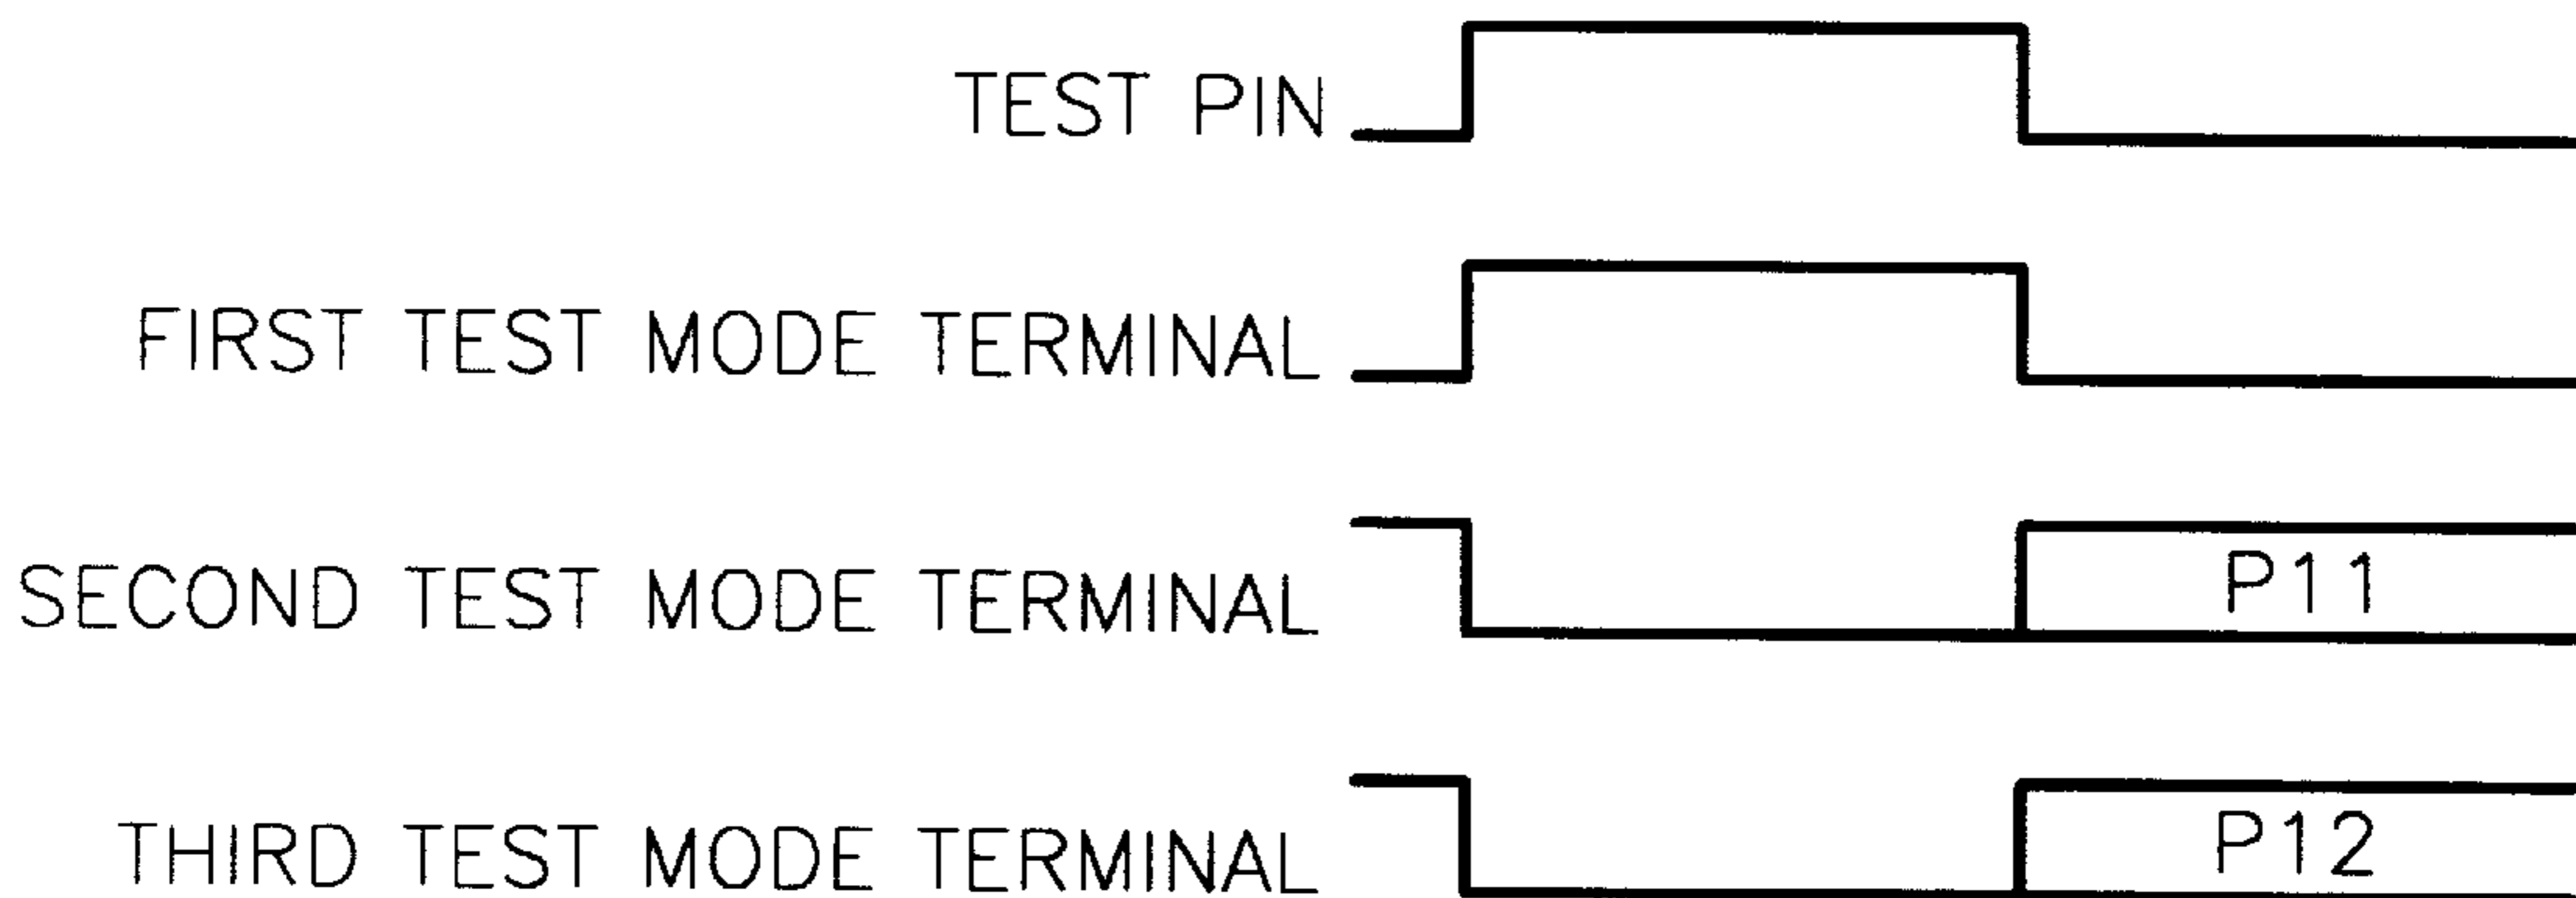 TEST PIN
FIRST TEST MODE TERMINAL
SECOND TEST MODE TERMINAL
P11
THIRD TEST MODE TERMINAL
P12